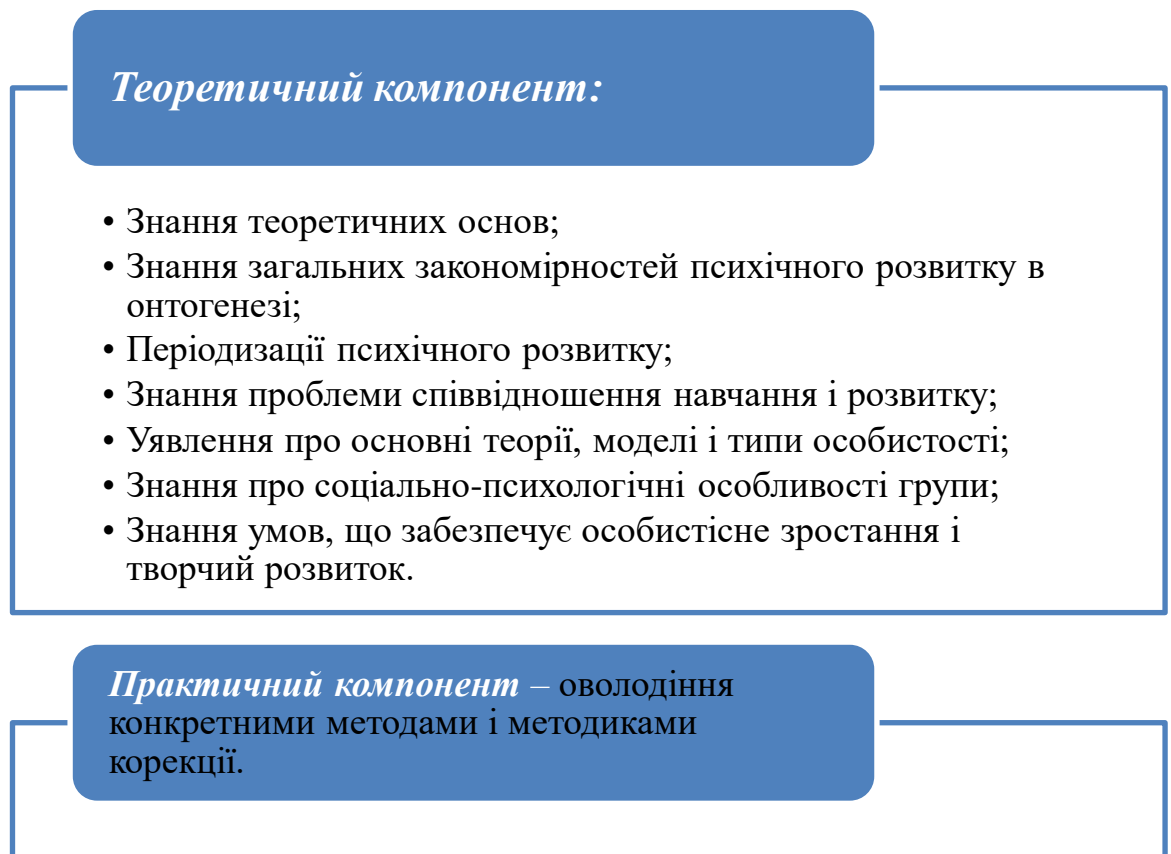 Теоретичний компонент:
• Знання теоретичних основ;
• Знання загальних закономірностей психічного розвитку в
онтогенезі;
• Періодизації психічного розвитку;
• Знання проблеми співвідношення навчання і розвитку;
• Уявлення про основні теорії, моделі і типи особистості;
• Знання про соціально-психологічні особливості групи;
• Знання умов, що забезпечує особистісне зростання і
творчий розвиток.
Практичний компонент – оволодіння
конкретними методами і методиками
корекції.